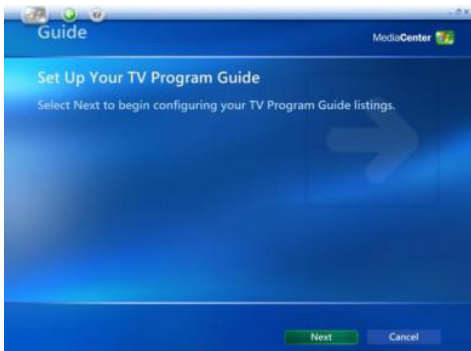 Guide
MediaCenter
Set Up Your TV Program Guide
Select Next to begin configuring your TV Program Guide listings.
Next
Cancel